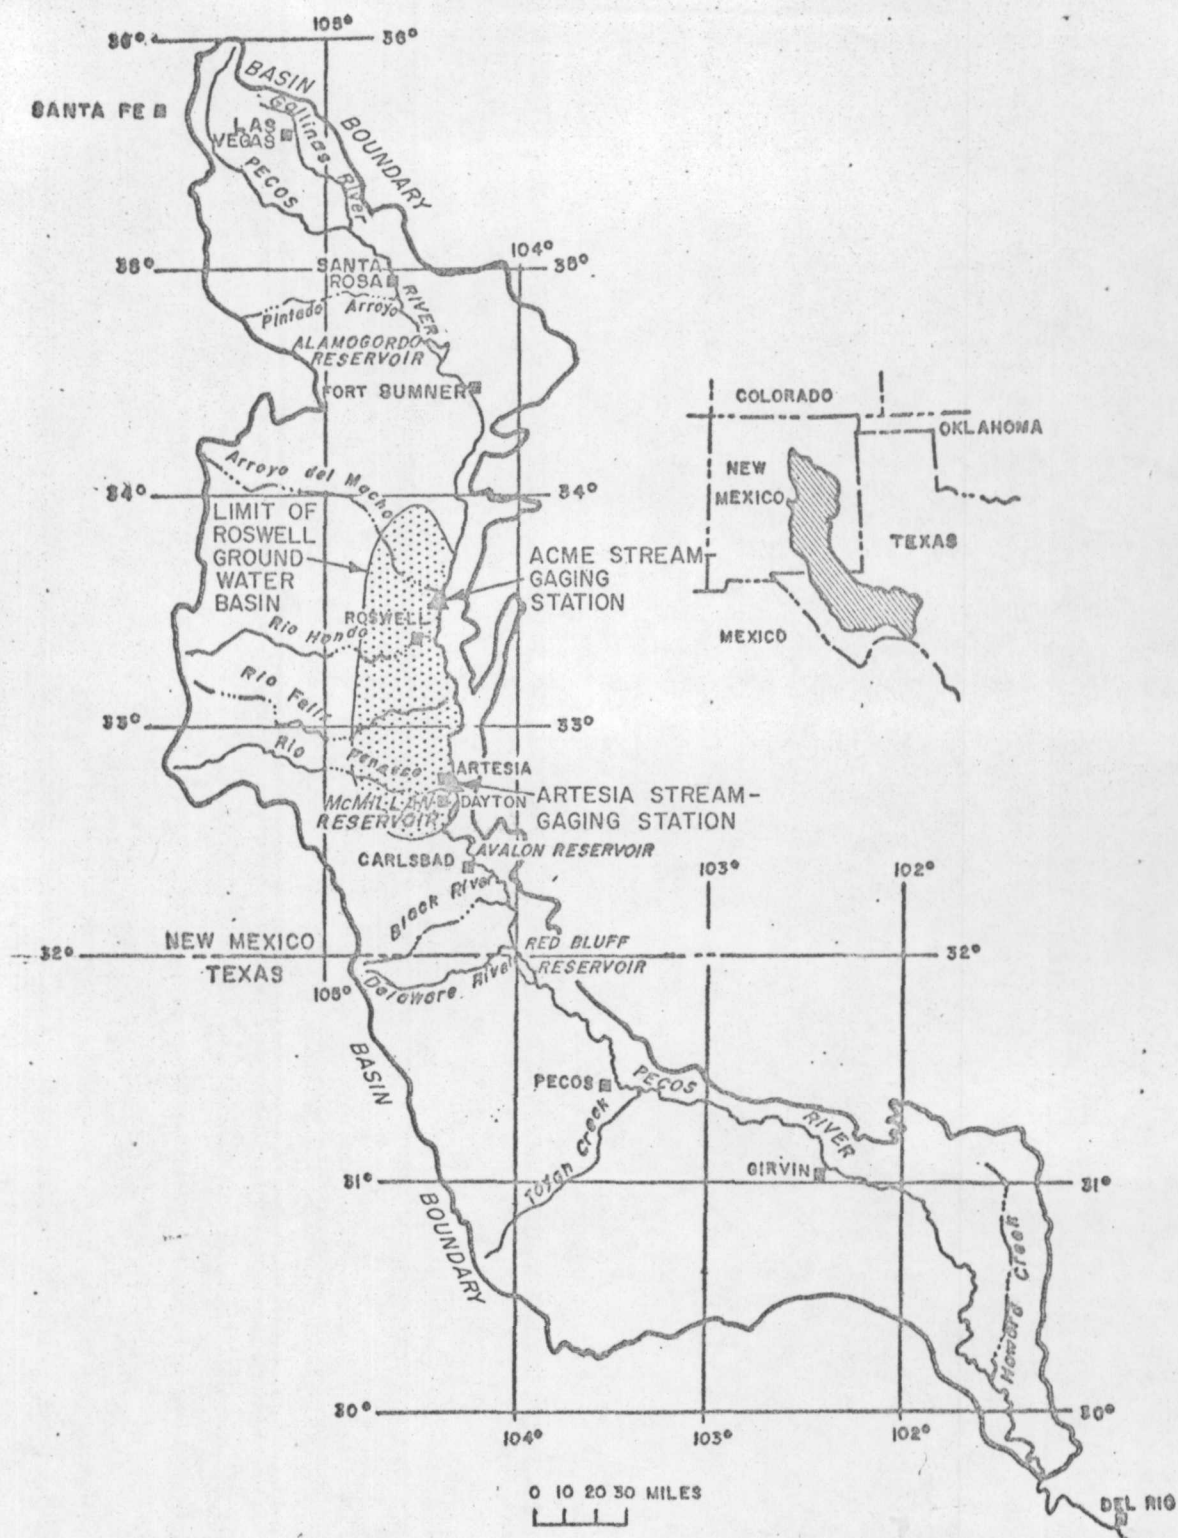 105°
36° 36°
BASIN
BOUNDARY
SANTA FE
Gallinas River
LAS
VEGAS
PECOS
104°
35° 35°
SANTA
ROSA
RIVER
Pintado Arroyo
ALAMOGORDO
RESERVOIR
FORT SUMNER
COLORADO
OKLAHOMA
NEW
MEXICO
TEXAS
MEXICO
Arroyo del Macho
34° 34°
LIMIT OF
ROSWELL
GROUND
WATER
BASIN
ACME STREAM-
GAGING
STATION
ROSWELL
Rio Hondo
Rio Felix
33° 33°
Rio Penasco
ARTESIA
McMILLAN
RESERVOIR
DAYTON
ARTESIA STREAM-
GAGING STATION
AVALON RESERVOIR
CARLSBAD
103° 102°
Black River
NEW MEXICO
32° 32°
TEXAS
RED BLUFF
RESERVOIR
105°
Delaware River
BASIN
PECOS
PECOS
RIVER
Toyah Creek
GIRVIN
31° 31°
BOUNDARY
Howard Creek
30° 30°
104° 103° 102°
0 10 20 30 MILES
DEL RIO